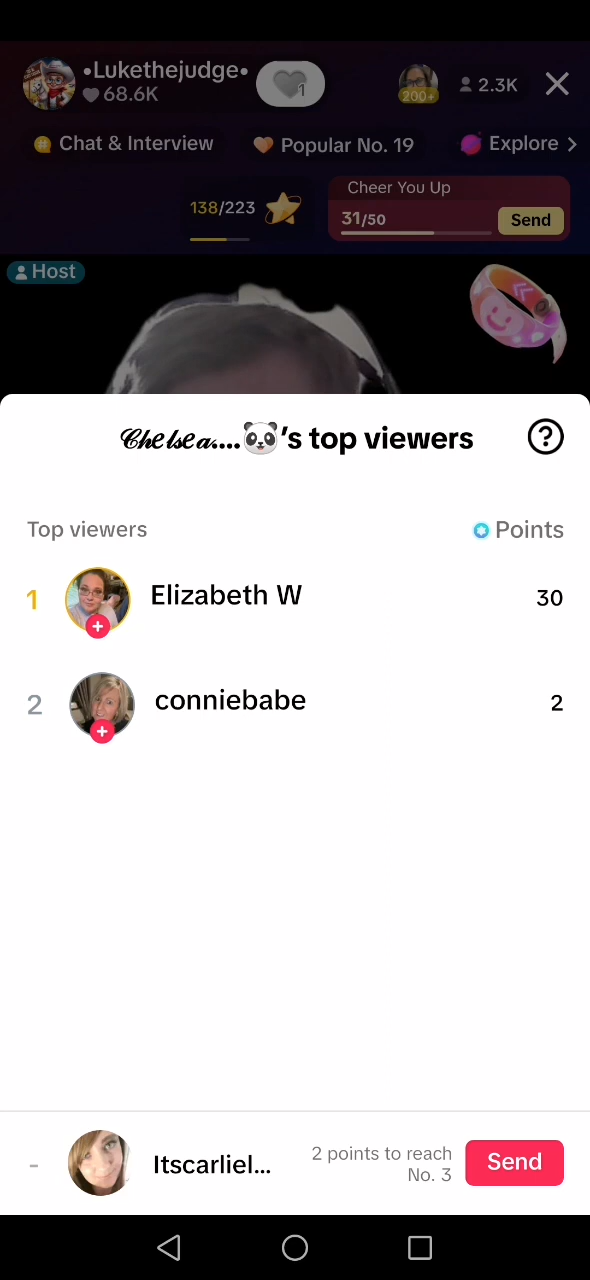 •Lukethejudge•
68.6K
1
200+
2.3K
Chat & Interview
Popular No. 19
Explore
138/223
Cheer You Up
31/50
Send
Host
𝒞𝒽𝑒𝓁𝓈𝑒𝒶....🐼's top viewers
Top viewers
Points
1
Elizabeth W
30
2
conniebabe
2
-
Itscarliel...
2 points to reach
No. 3
Send